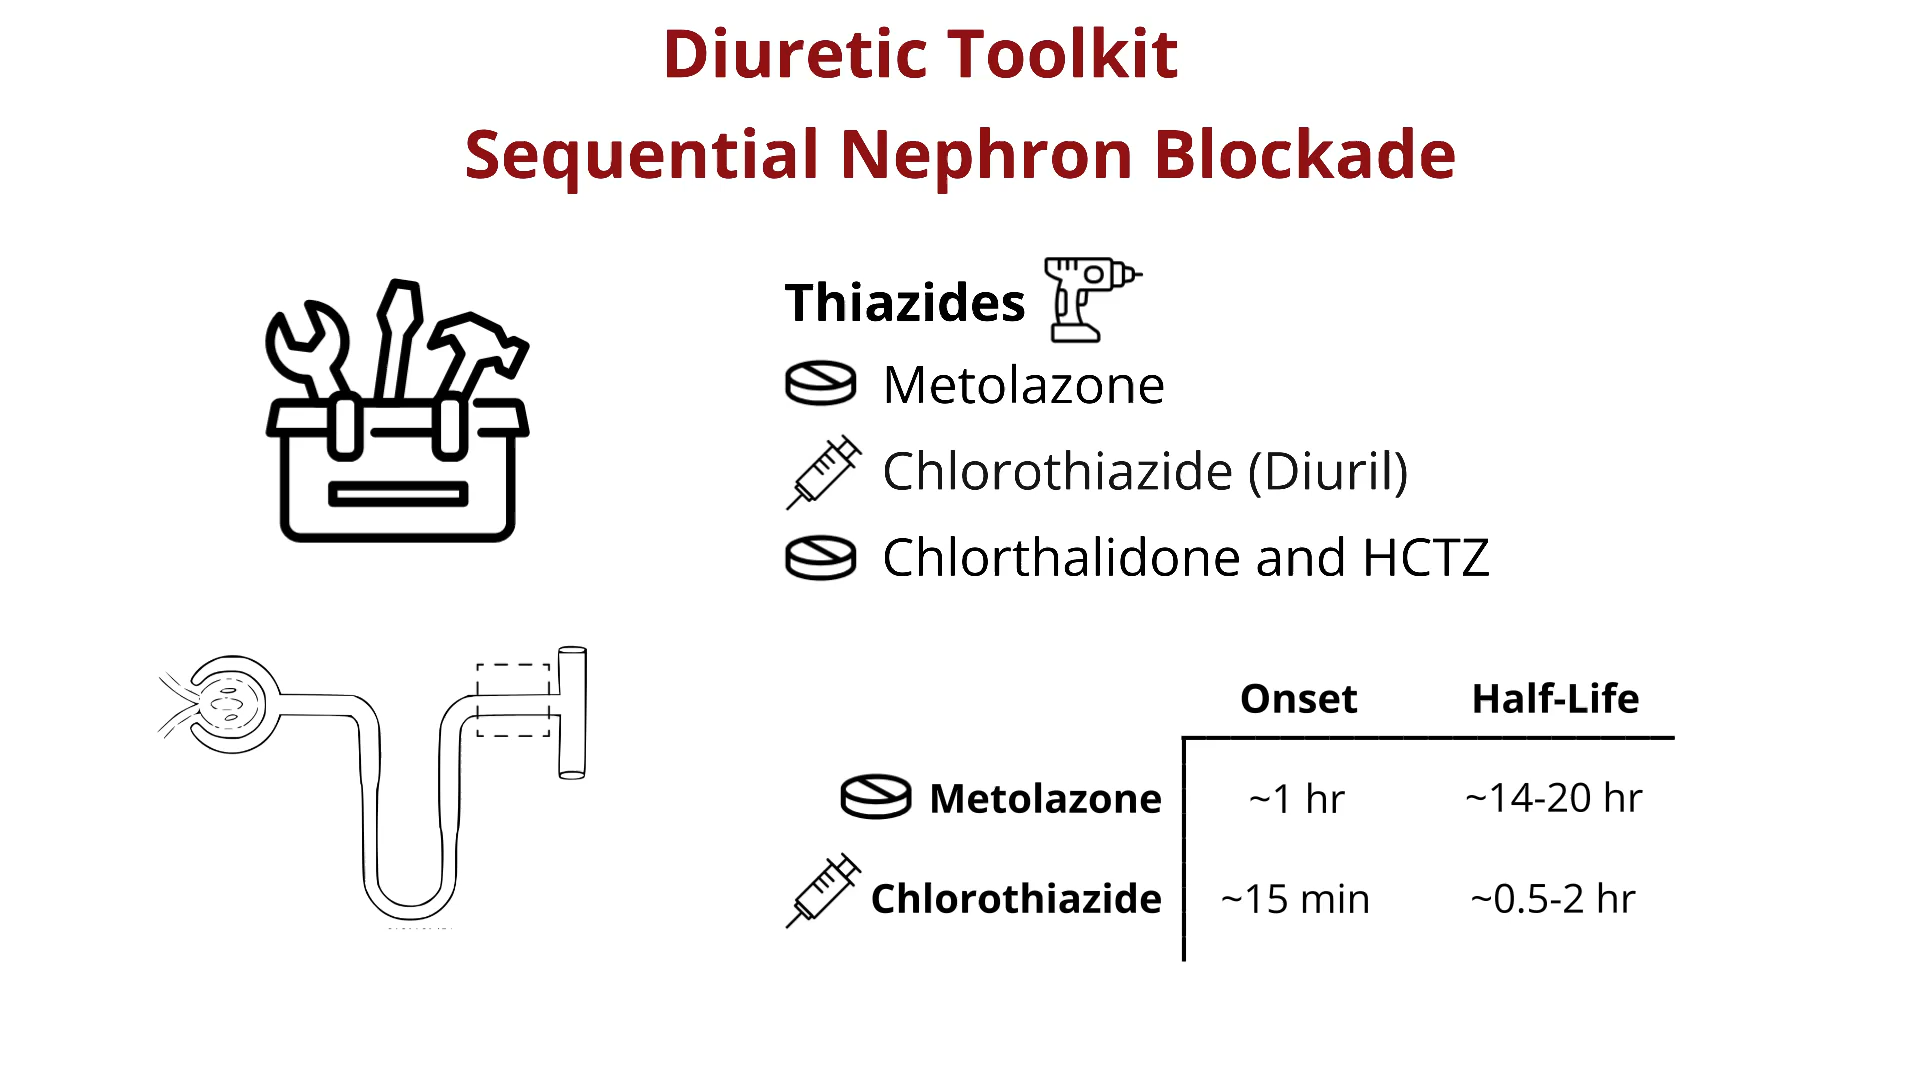 Diuretic Toolkit
Sequential Nephron Blockade
Thiazides
Metolazone
Chlorothiazide (Diuril)
Chlorthalidone and HCTZ
Onset Half-Life
Metolazone ~1 hr ~14-20 hr
Chlorothiazide ~15 min ~0.5-2 hr